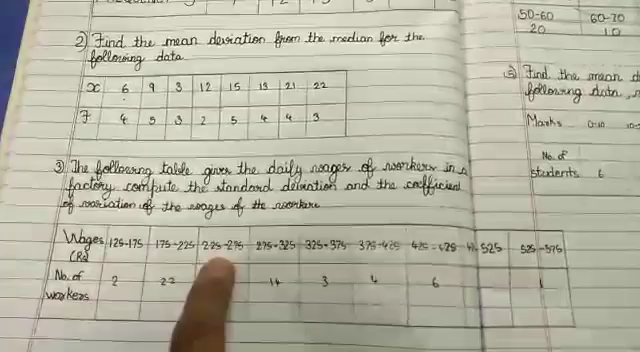 2) Find the mean deviation from the median for the
following data.
x 6 9 3 12 15 13 21 22
f 4 5 3 2 5 4 4 3
3) The following table gives the daily wages of workers in a
factory compute the standard deviation and the coefficient
of variation of the wages of the workers
Wages (Rs) 125-175 175-225 225-275 275-325 325-375 375-425 425-475 525 525-575
No. of workers 2 22 14 3 4 6 1
50-60 60-70
20 10
Find the mean
following data,
Marks 0-10
No. of
students 6